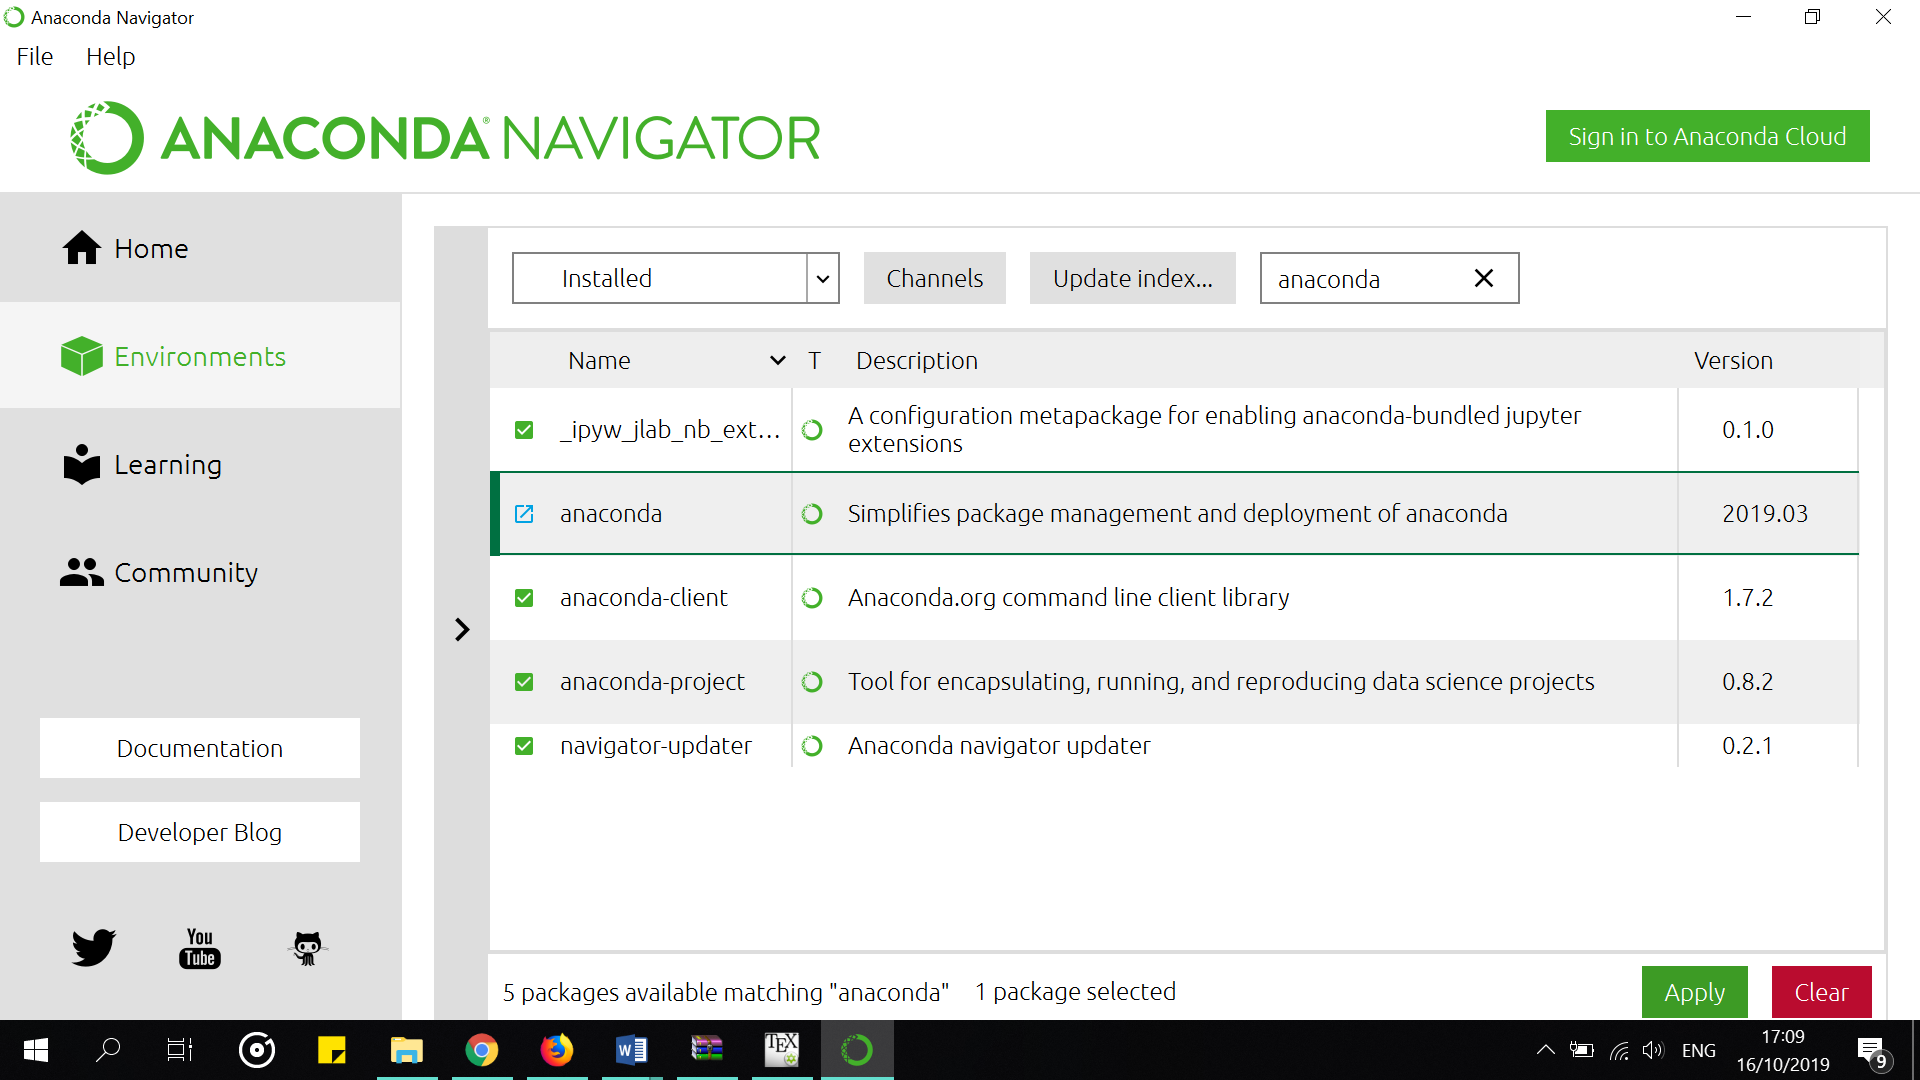 Anaconda Navigator
File Help
ANACONDA® NAVIGATOR
Sign in to Anaconda Cloud
Home
Environments
Learning
Community
Documentation
Developer Blog
You
Tube
Installed Channels Update index... anaconda
Name T Description Version
_ipyw_jlab_nb_ext... A configuration metapackage for enabling anaconda-bundled jupyter
extensions 0.1.0
anaconda Simplifies package management and deployment of anaconda 2019.03
anaconda-client Anaconda.org command line client library 1.7.2
anaconda-project Tool for encapsulating, running, and reproducing data science projects 0.8.2
navigator-updater Anaconda navigator updater 0.2.1
5 packages available matching "anaconda" 1 package selected
Apply Clear
W
TEX
ENG
17:09
16/10/2019
9